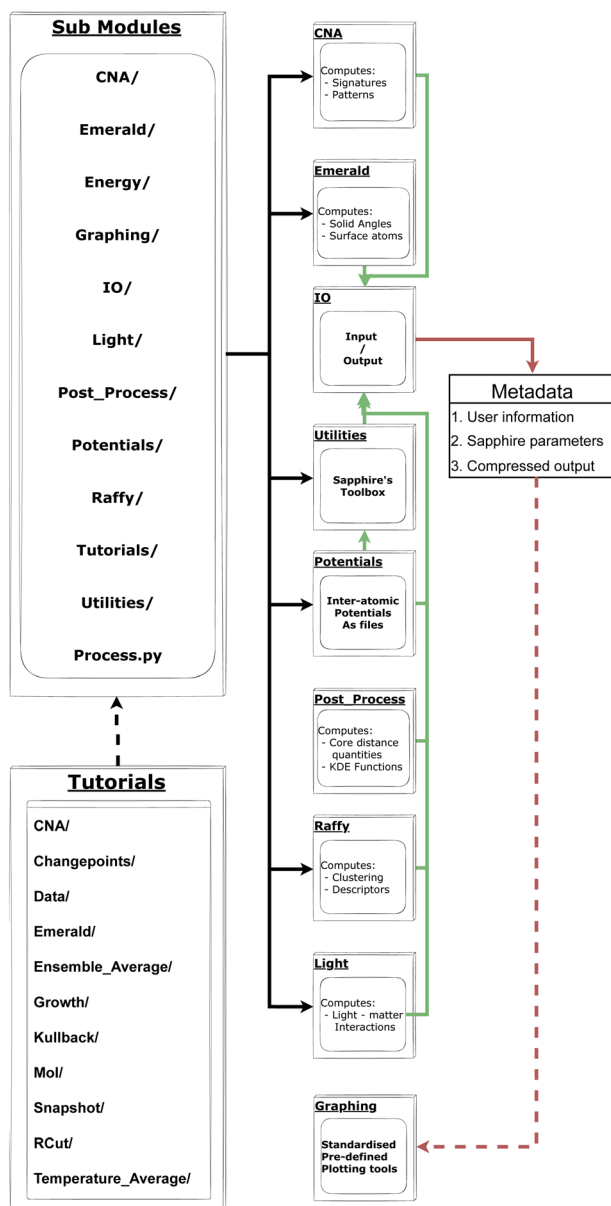 Sub Modules
CNA/
Emerald/
Energy/
Graphing/
IO/
Light/
Post_Process/
Potentials/
Raffy/
Tutorials/
Utilities/
Process.py
Tutorials
CNA/
Changepoints/
Data/
Emerald/
Ensemble_Average/
Growth/
Kullback/
Mol/
Snapshot/
RCut/
Temperature_Average/
CNA
Computes:
- Signatures
- Patterns
Emerald
Computes:
- Solid Angles
- Surface atoms
IO
Input
/
Output
Utilities
Sapphire's
Toolbox
Potentials
Inter-atomic
Potentials
As files
Post_Process
Computes:
- Core distance
quantities
- KDE Functions
Raffy
Computes:
- Clustering
- Descriptors
Light
Computes:
- Light - matter
Interactions
Graphing
Standardised
Pre-defined
Plotting tools
Metadata
1. User information
2. Sapphire parameters
3. Compressed output